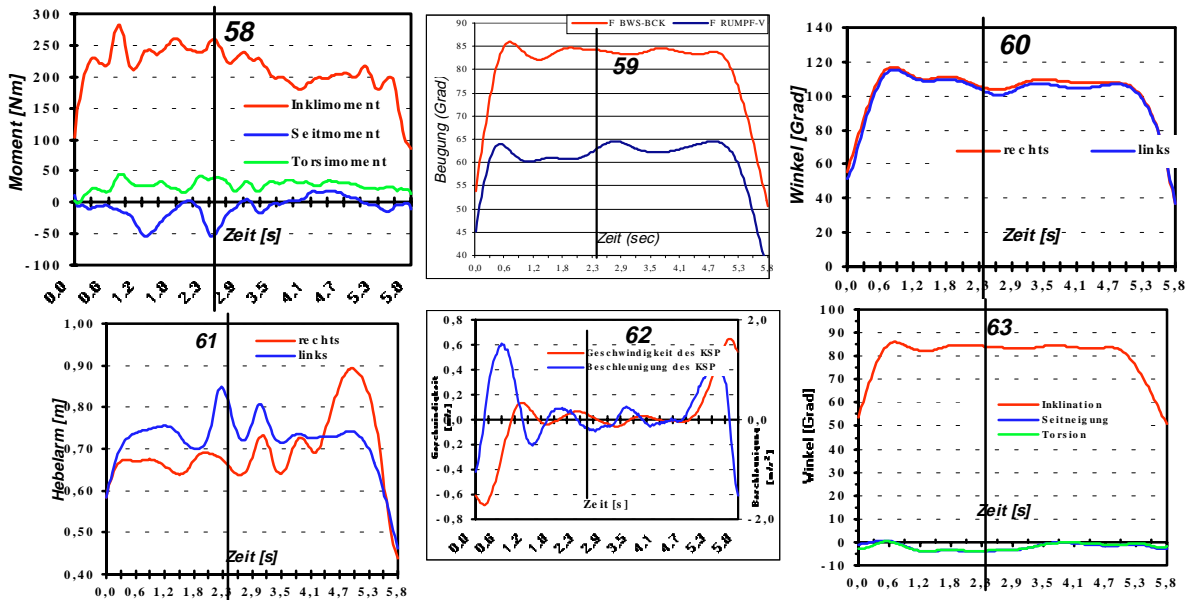 58
Moment [Nm]
300
250
200
150
100
50
0
-50
-100
Inklimoment
Seitmoment
Torsimoment
Zeit [s]
0,0 0,6 1,2 1,8 2,3 2,9 3,5 4,1 4,7 5,3 5,8
F BWS-BCK F RUMPF-V
59
Beugung (Grad)
90
85
80
75
70
65
60
55
50
45
40
Zeit (sec)
0,0 0,6 1,2 1,8 2,3 2,9 3,5 4,1 4,7 5,3 5,8
60
Winkel [Grad]
140
120
100
80
60
40
20
0
rechts links
Zeit [s]
0,0 0,6 1,2 1,8 2,3 2,9 3,5 4,1 4,7 5,3 5,8
61
Hebelarm [m]
1,00
0,90
0,80
0,70
0,60
0,50
0,40
rechts
links
Zeit [s]
0,0 0,6 1,2 1,8 2,3 2,9 3,5 4,1 4,7 5,3 5,8
62
Geschwindigkeit
[m/s]
0,8
0,6
0,4
0,2
0,0
-0,2
-0,4
-0,6
-0,8
Geschwindigkeit des KSP
Beschleunigung des KSP
2,0
0,0
-2,0
Beschleunigung
[m/s²]
Zeit [s]
0,0 0,6 1,2 1,8 2,3 2,9 3,5 4,1 4,7 5,3 5,8
63
Winkel [Grad]
100
90
80
70
60
50
40
30
20
10
0
-10
Inklination
Seitneigung
Torsion
Zeit [s]
0,0 0,6 1,2 1,8 2,3 2,9 3,5 4,1 4,7 5,3 5,8